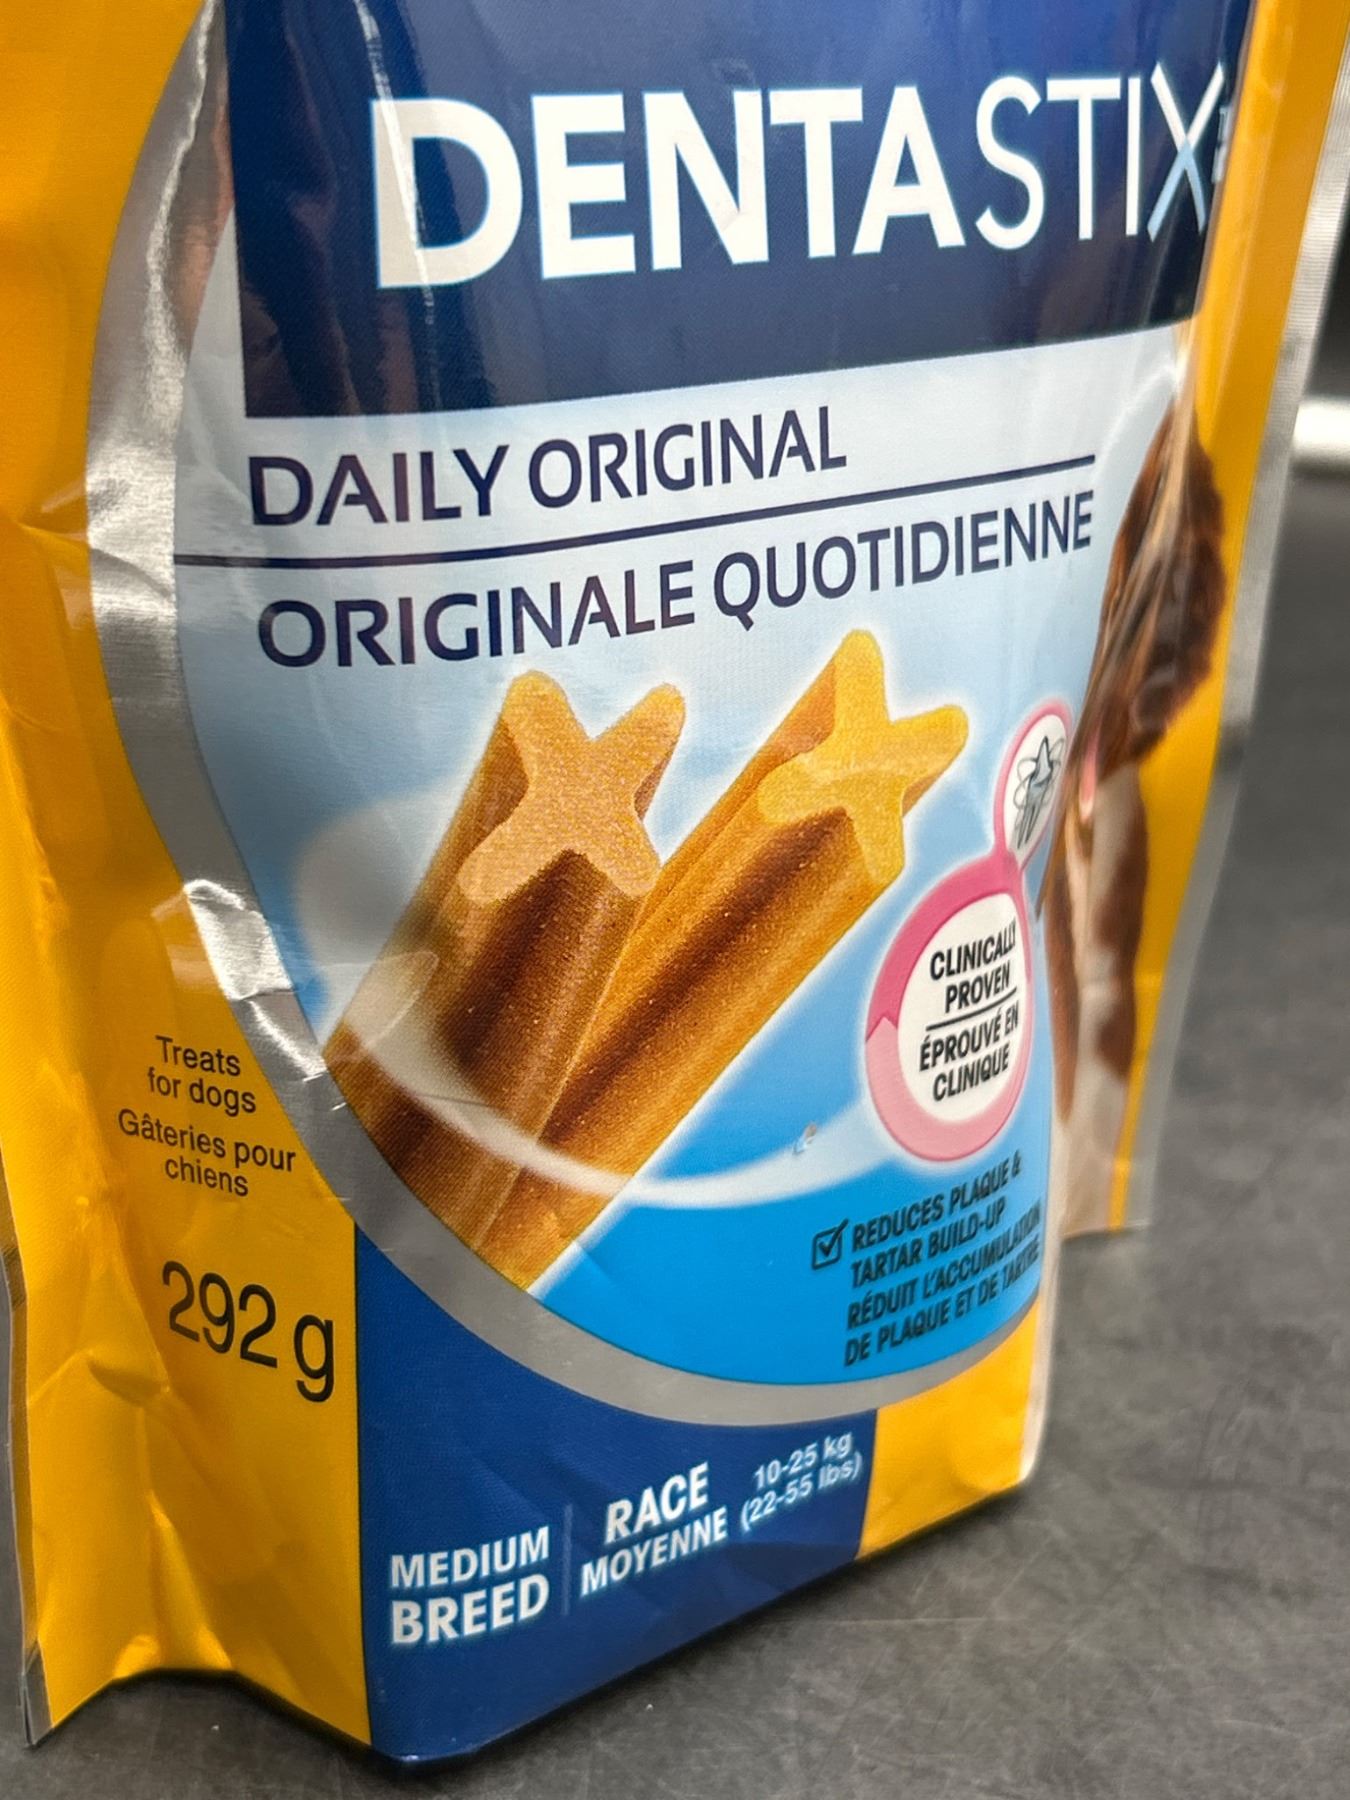 DENTASTIX
DAILY ORIGINAL
ORIGINALE QUOTIDIENNE
CLINICALLY
PROVEN
ÉPROUVÉ EN
CLINIQUE
Treats
for dogs
Gâteries pour
chiens
292 g
REDUCES PLAQUE &
TARTAR BUILD-UP
RÉDUIT L'ACCUMULATION
DE PLAQUE ET DE TARTRE
MEDIUM
BREED
RACE
MOYENNE
10-25 kg
(22-55 lbs)